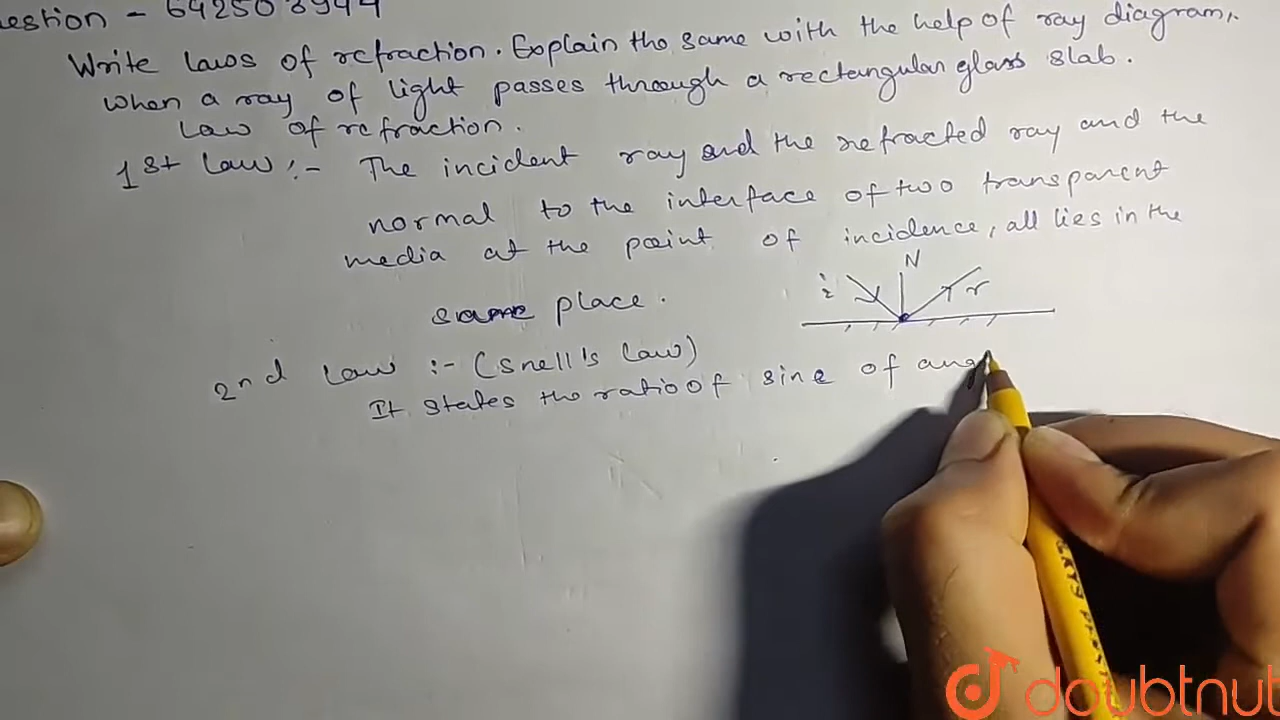 estion - 642503944
Write laws of refraction. Explain the same with the help of ray diagram,
when a ray of light passes through a rectangular glass slab.
Law of refraction.
1st Law :- The incident ray and the refracted ray and the
normal to the interface of two transparent
media at the point of incidence, all lies in the
same place.
N
i
r
2nd Law :- (Snell's Law)
It states the ratio of sine of ang
doubtnut